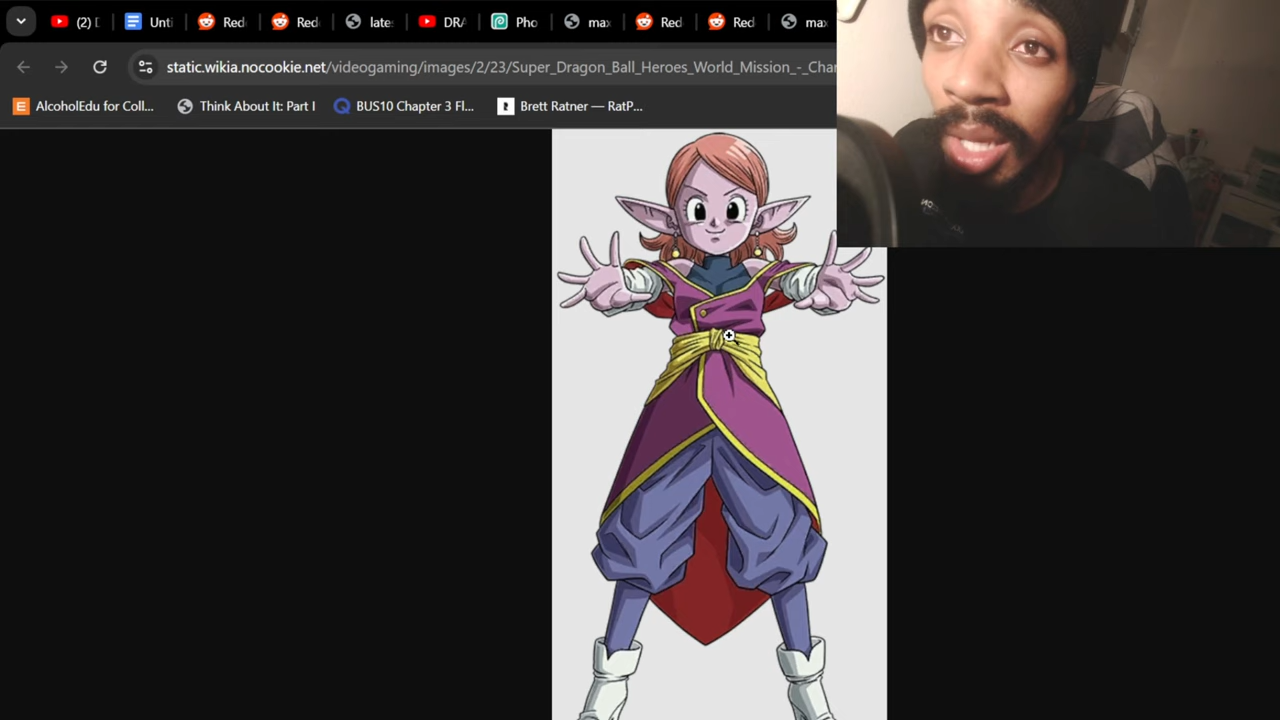 (2) [
Unti
Red
Red
late
DRA
Pho
max
Red
Red
max
static.wikia.nocookie.net/videogaming/images/2/23/Super_Dragon_Ball_Heroes_World_Mission_-_Char
AlcoholEdu for Coll...
Think About It: Part I
BUS10 Chapter 3 Fl...
Brett Ratner — RatP...